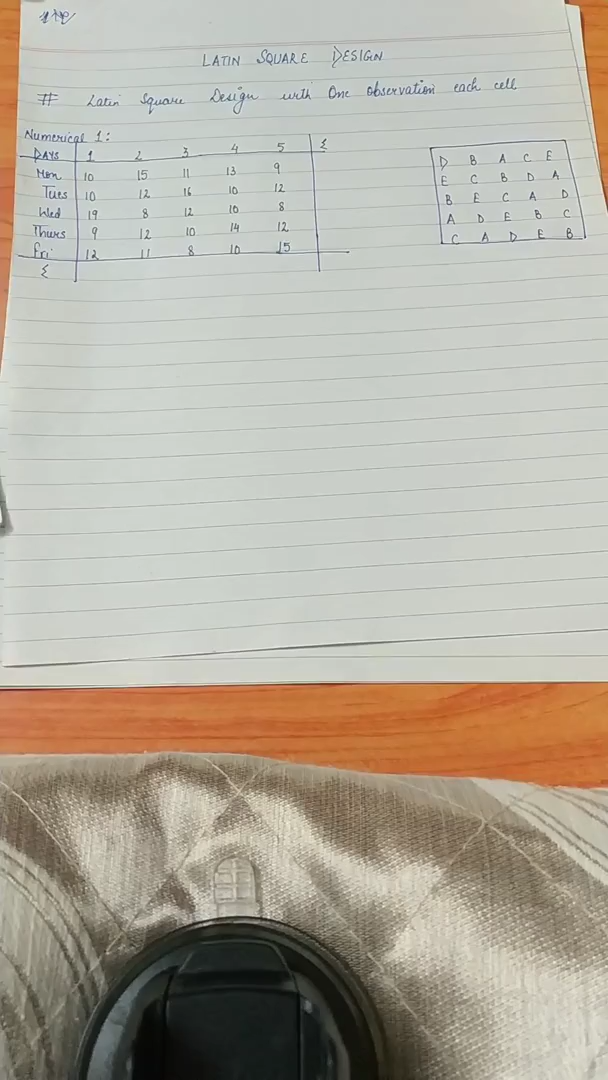 LATIN SQUARE DESIGN
# Latin Square Design with One observation each cell
Numerical 1:
DAYS 1 2 3 4 5 Σ
Mon 10 15 11 13 9
Tues 10 12 16 10 12
Wed 19 8 12 10 8
Thurs 9 12 10 14 12
Fri 12 11 8 10 15
Σ
D B A C E
E C B D A
B E C A D
A D E B C
C A D E B